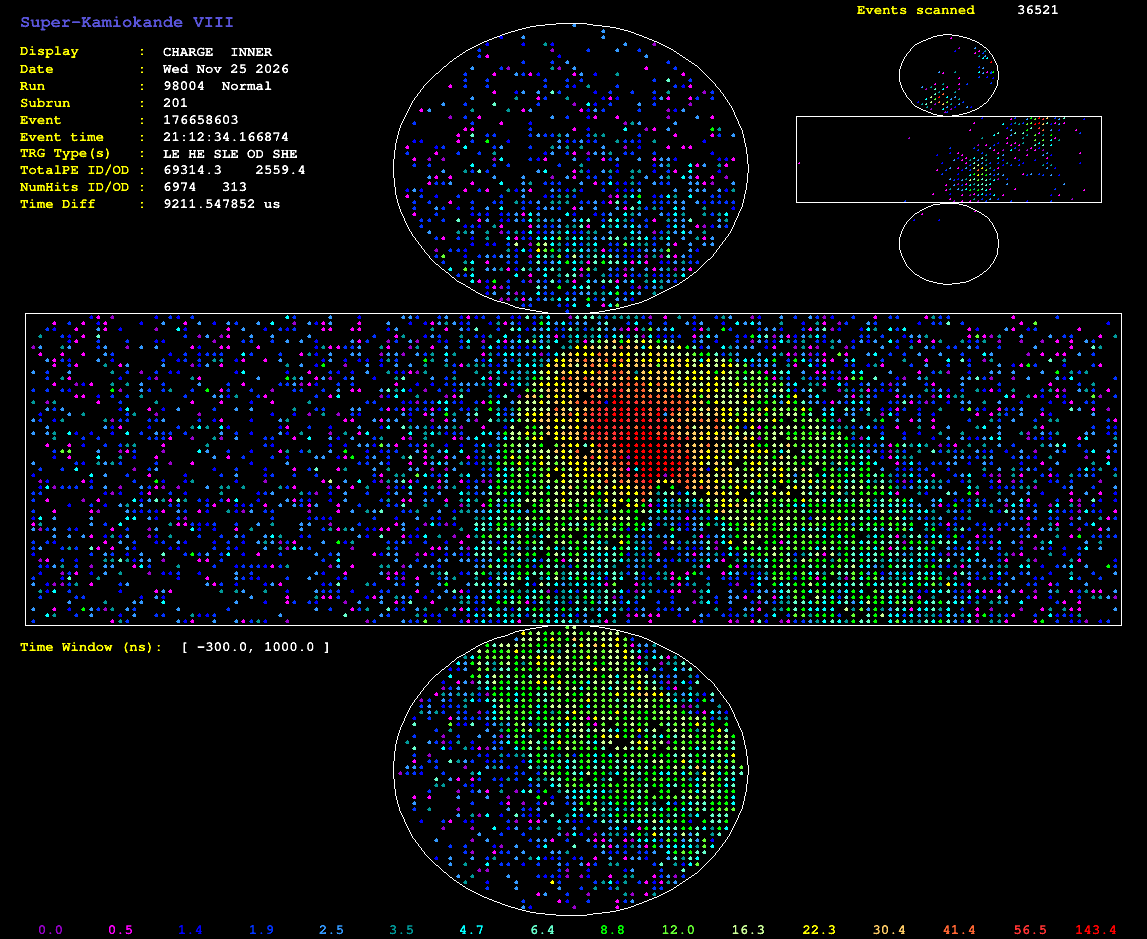 Super-Kamiokande VIII
Events scanned 36521
Display : CHARGE INNER
Date : Wed Nov 25 2026
Run : 98004 Normal
Subrun : 201
Event : 176658603
Event time : 21:12:34.166874
TRG Type(s) : LE HE SLE OD SHE
TotalPE ID/OD : 69314.3 2559.4
NumHits ID/OD : 6974 313
Time Diff : 9211.547852 us
Time Window (ns): [ -300.0, 1000.0 ]
0.0 0.5 1.4 1.9 2.5 3.5 4.7 6.4 8.8 12.0 16.3 22.3 30.4 41.4 56.5 143.4